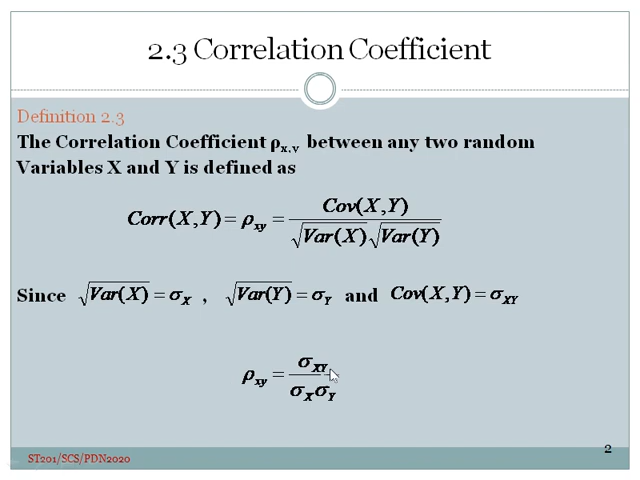 2.3 Correlation Coefficient
Definition 2.3
The Correlation Coefficient ρx,y between any two random
Variables X and Y is defined as
Corr(X,Y) = ρxy = Cov(X,Y) / √Var(X) √Var(Y)
Since √Var(X) = σX , √Var(Y) = σY and Cov(X,Y) = σXY
ρxy = σXY / σXσY
2
ST201/SCS/PDN2020